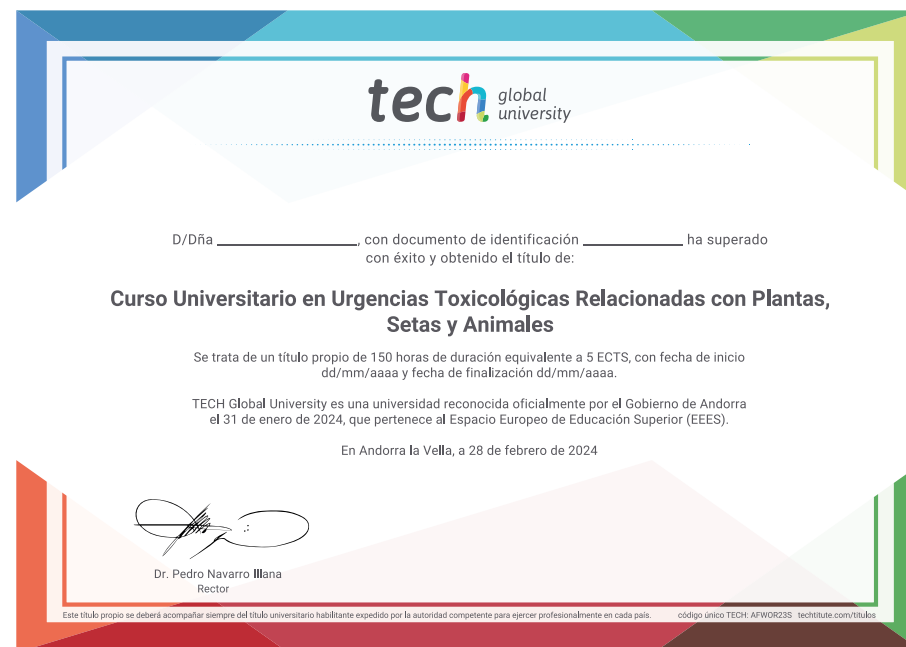 tech global university
D/Dña ____________________, con documento de identificación ______________ ha superado
con éxito y obtenido el título de:
Curso Universitario en Urgencias Toxicológicas Relacionadas con Plantas,
Setas y Animales
Se trata de un título propio de 150 horas de duración equivalente a 5 ECTS, con fecha de inicio
dd/mm/aaaa y fecha de finalización dd/mm/aaaa.
TECH Global University es una universidad reconocida oficialmente por el Gobierno de Andorra
el 31 de enero de 2024, que pertenece al Espacio Europeo de Educación Superior (EEES).
En Andorra la Vella, a 28 de febrero de 2024
Dr. Pedro Navarro Illana
Rector
Este título propio se deberá acompañar siempre del título universitario habilitante expedido por la autoridad competente para ejercer profesionalmente en cada país. código único TECH: AFWOR23S techtitute.com/titulos